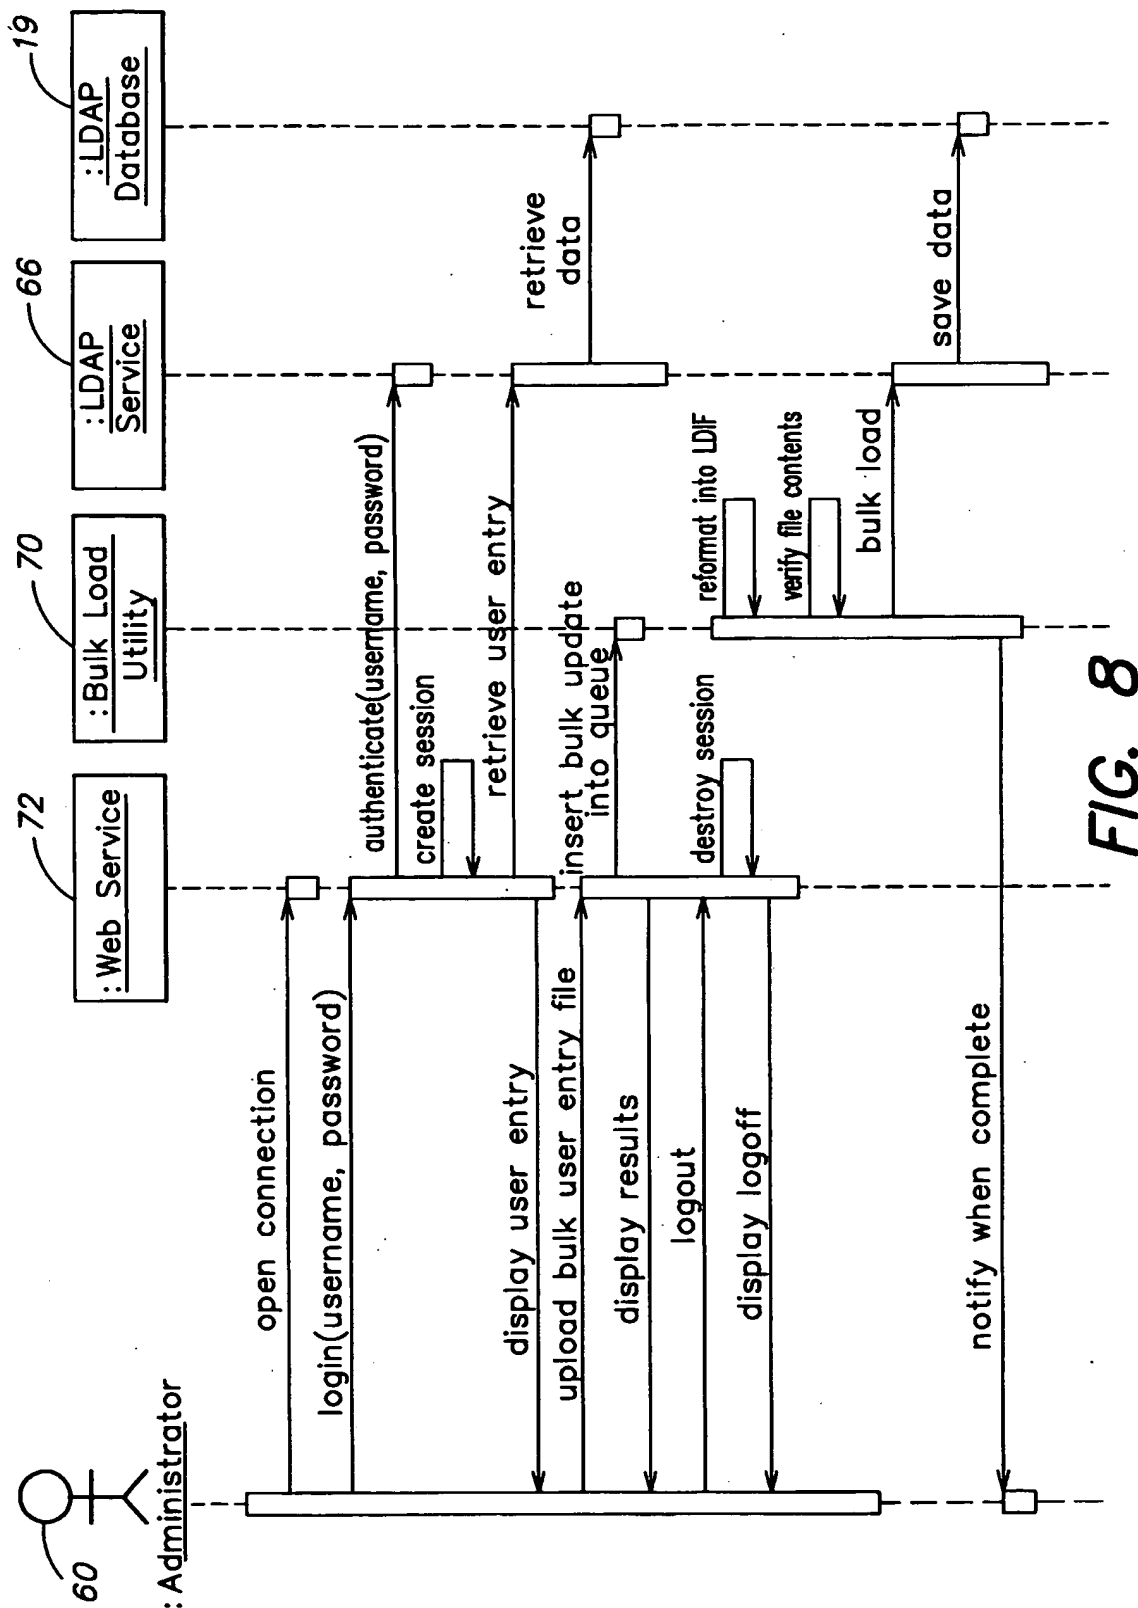 60
:Administrator
72
:Web Service
70
:Bulk Load
Utility
66
:LDAP
Service
19
:LDAP
Database
open connection
login(username, password)
authenticate(username, password)
create session
retrieve user entry
retrieve
data
display user entry
upload bulk user entry file
insert bulk update
into queue
display results
logout
destroy session
display logoff
reformat into LDIF
verify file contents
bulk load
save data
notify when complete
FIG. 8